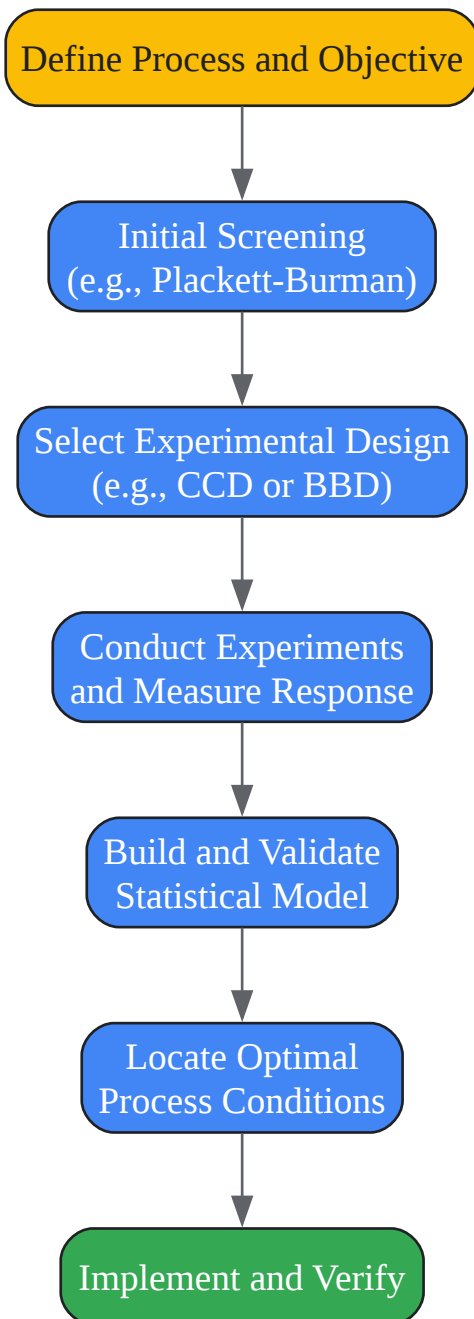 Define Process and Objective
Initial Screening
(e.g., Plackett-Burman)
Select Experimental Design
(e.g., CCD or BBD)
Conduct Experiments
and Measure Response
Build and Validate
Statistical Model
Locate Optimal
Process Conditions
Implement and Verify